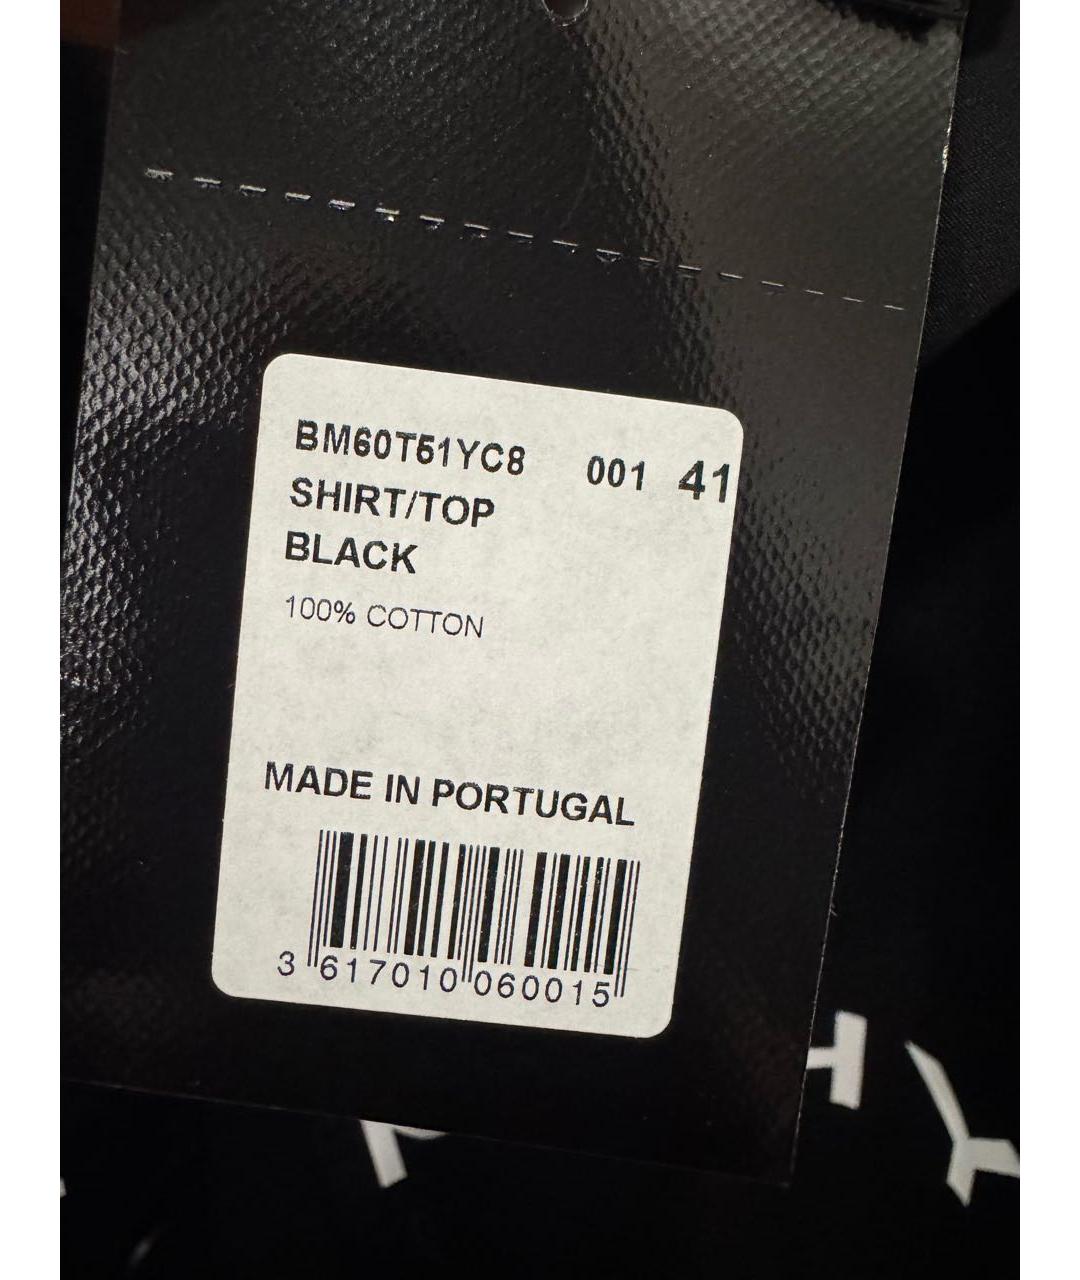 BM60T51YC8 001 41
SHIRT/TOP
BLACK
100% COTTON
MADE IN PORTUGAL
3 617010 060015